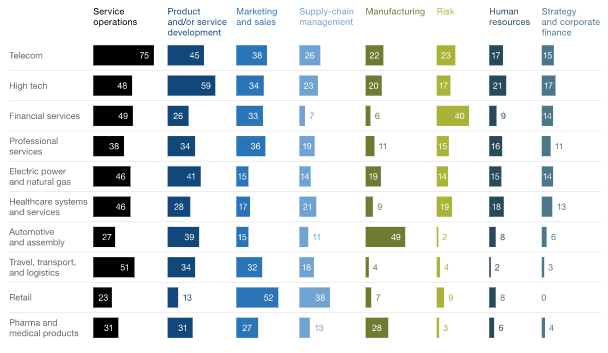 Service operations
Product and/or service development
Marketing and sales
Supply-chain management
Manufacturing
Risk
Human resources
Strategy and corporate finance
Telecom 75 45 38 26 22 23 17 15
High tech 48 59 34 23 20 17 21 17
Financial services 49 26 33 7 6 40 9 14
Professional services 38 34 36 19 11 15 16 11
Electric power and natural gas 46 41 15 14 19 14 15 14
Healthcare systems and services 46 28 17 21 9 19 18 13
Automotive and assembly 27 39 15 11 49 2 8 6
Travel, transport, and logistics 51 34 32 18 4 4 2 3
Retail 23 13 52 38 7 9 8 0
Pharma and medical products 31 31 27 13 28 3 6 4